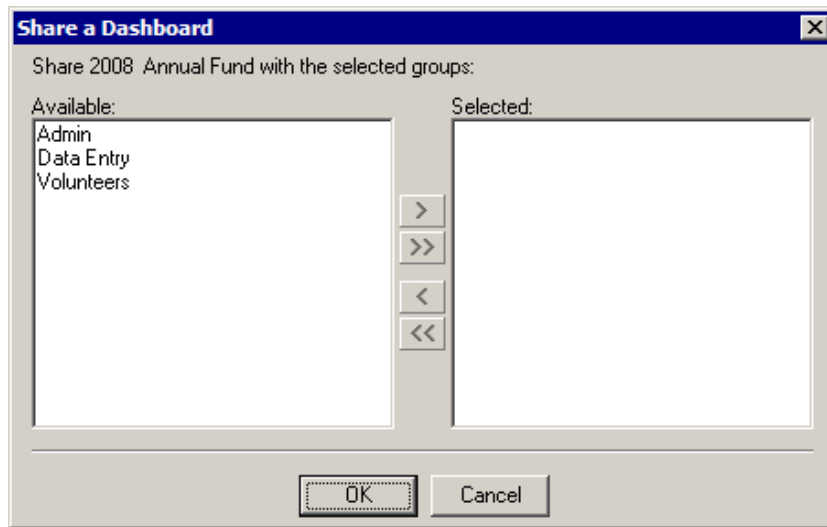 Share a Dashboard
Share 2008  Annual Fund with the selected groups:
Available:
Selected:
Admin
Data Entry
Volunteers
>
>>
<
<<
OK
Cancel